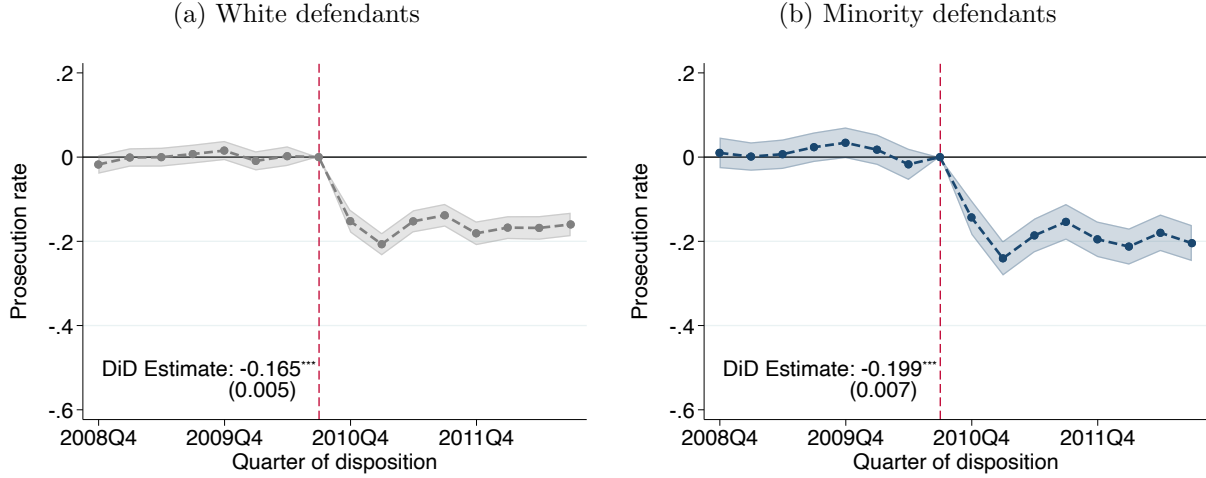 (a) White defendants
.2
0
-.2
-.4
-.6
Prosecution rate
DiD Estimate: -0.165***
(0.005)
2008Q4 2009Q4 2010Q4 2011Q4
Quarter of disposition
(b) Minority defendants
.2
0
-.2
-.4
-.6
Prosecution rate
DiD Estimate: -0.199***
(0.007)
2008Q4 2009Q4 2010Q4 2011Q4
Quarter of disposition